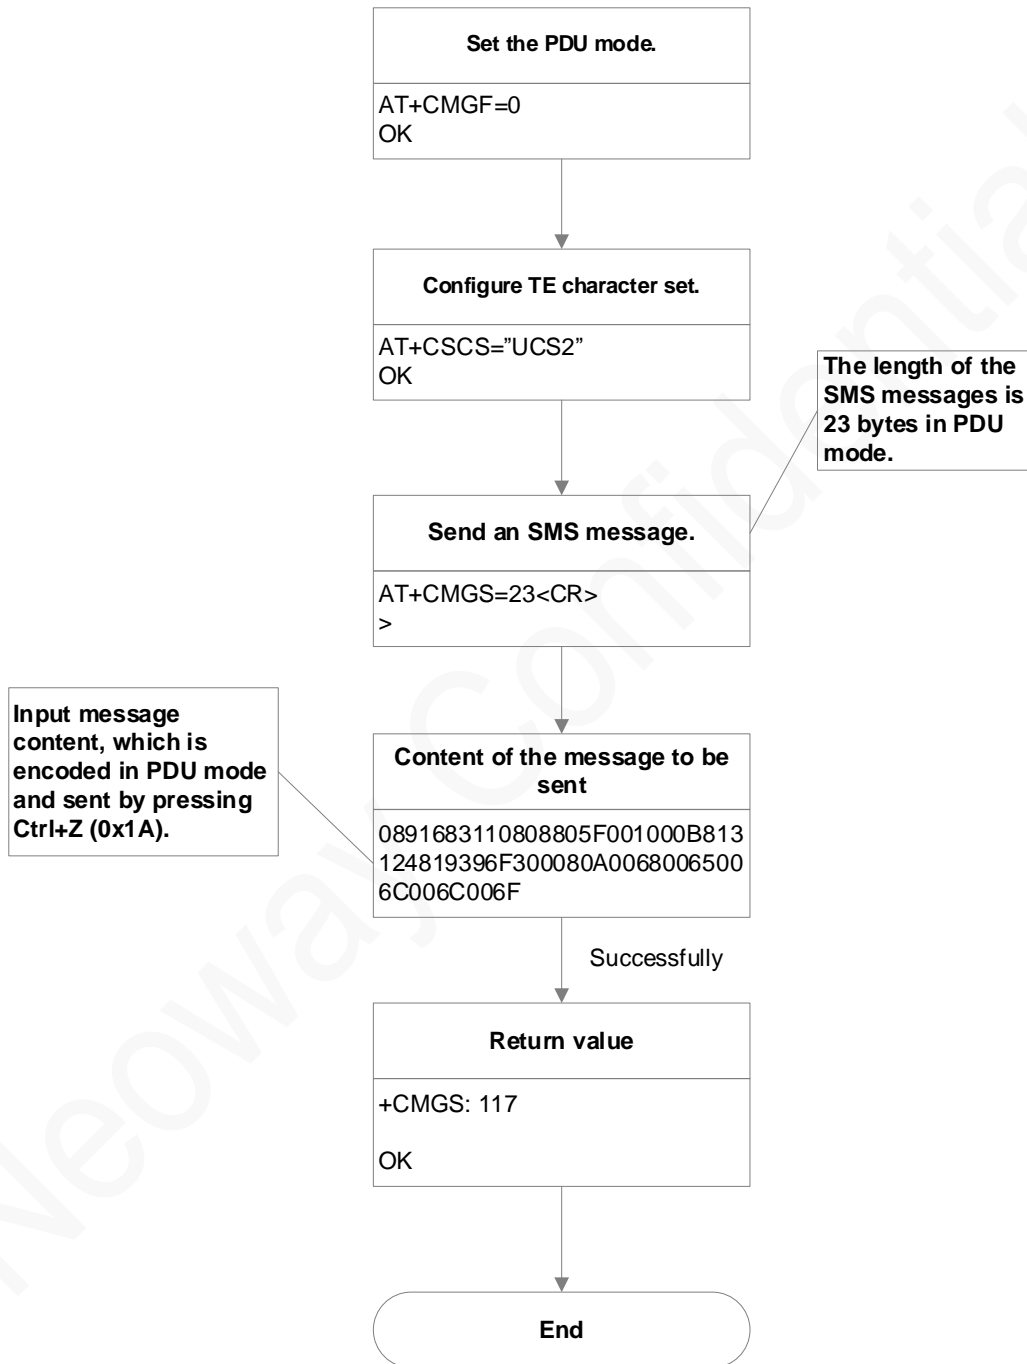 Set the PDU mode.
AT+CMGF=0
OK
Configure TE character set.
AT+CSCS=”UCS2”
OK
The length of the
SMS messages is
23 bytes in PDU
mode.
Send an SMS message.
AT+CMGS=23<CR>
>
Input message
content, which is
encoded in PDU mode
and sent by pressing
Ctrl+Z (0x1A).
Content of the message to be
sent
0891683110808805F001000B813
124819396F300080A0068006500
6C006C006F
Successfully
Return value
+CMGS: 117
OK
End
Neoway Confidential